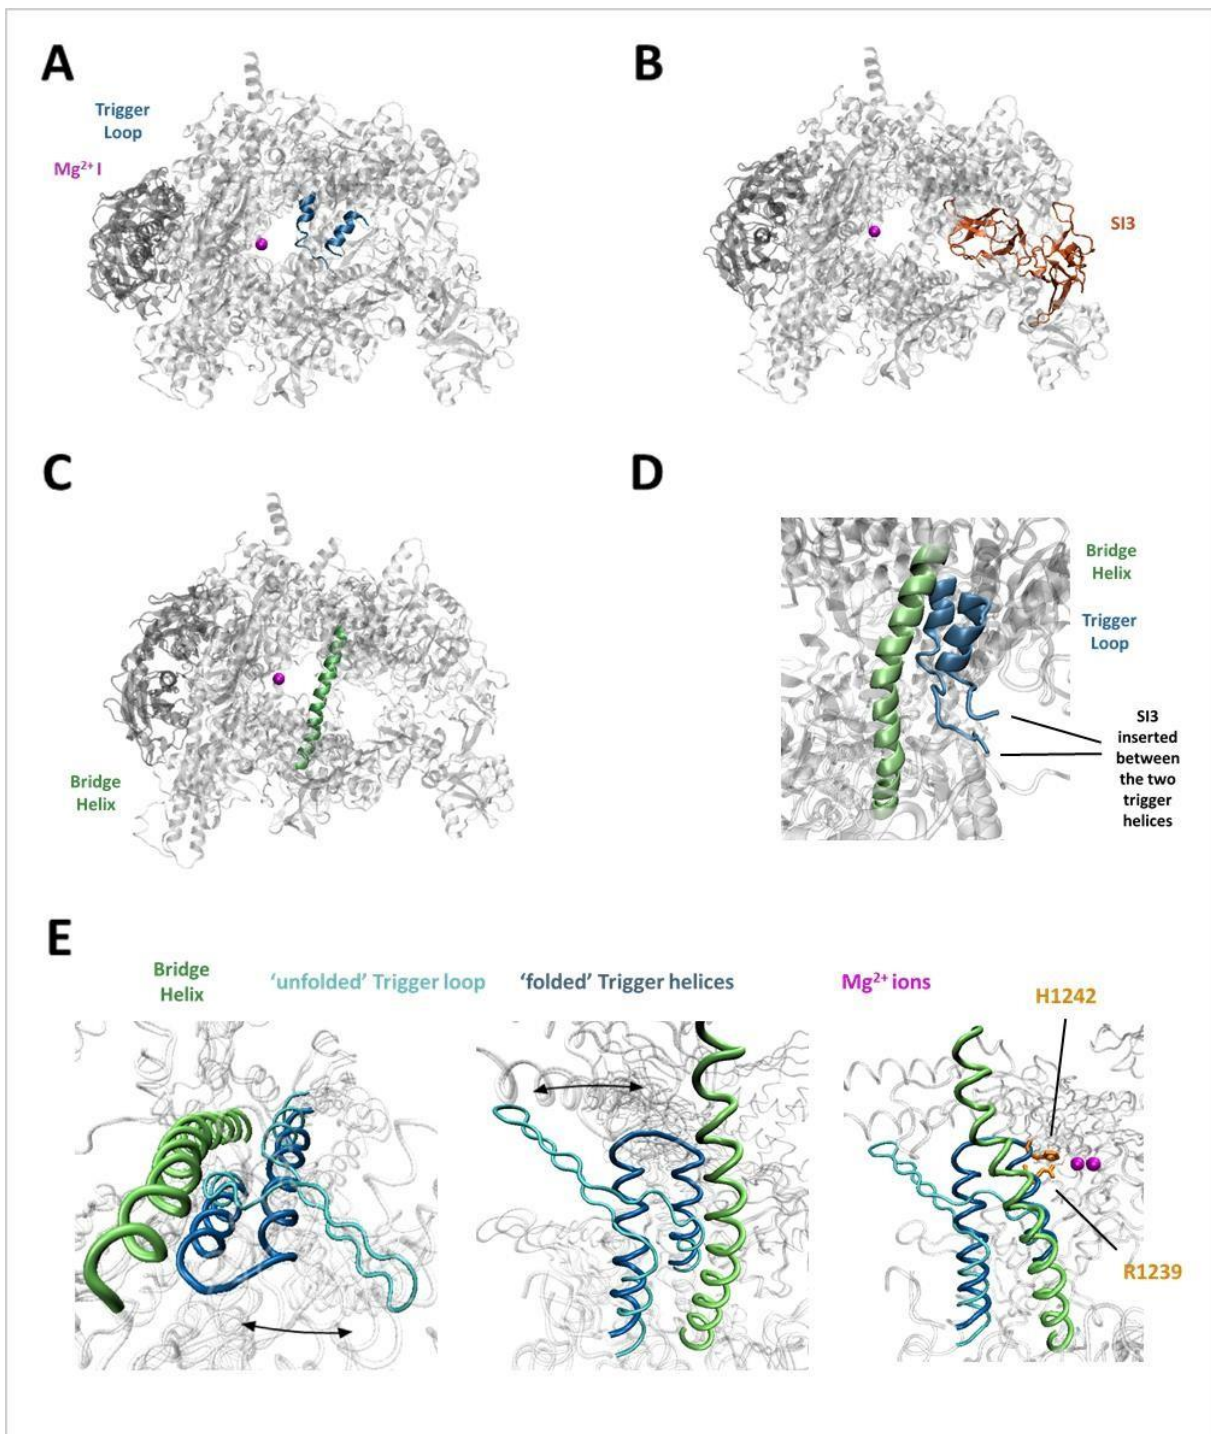 A
Trigger
Loop
Mg²⁺ I
B
SI3
C
Bridge
Helix
D
Bridge
Helix
Trigger
Loop
SI3
inserted
between
the two
trigger
helices
E
Bridge
Helix
‘unfolded’ Trigger loop
‘folded’ Trigger helices
Mg²⁺ ions
H1242
R1239